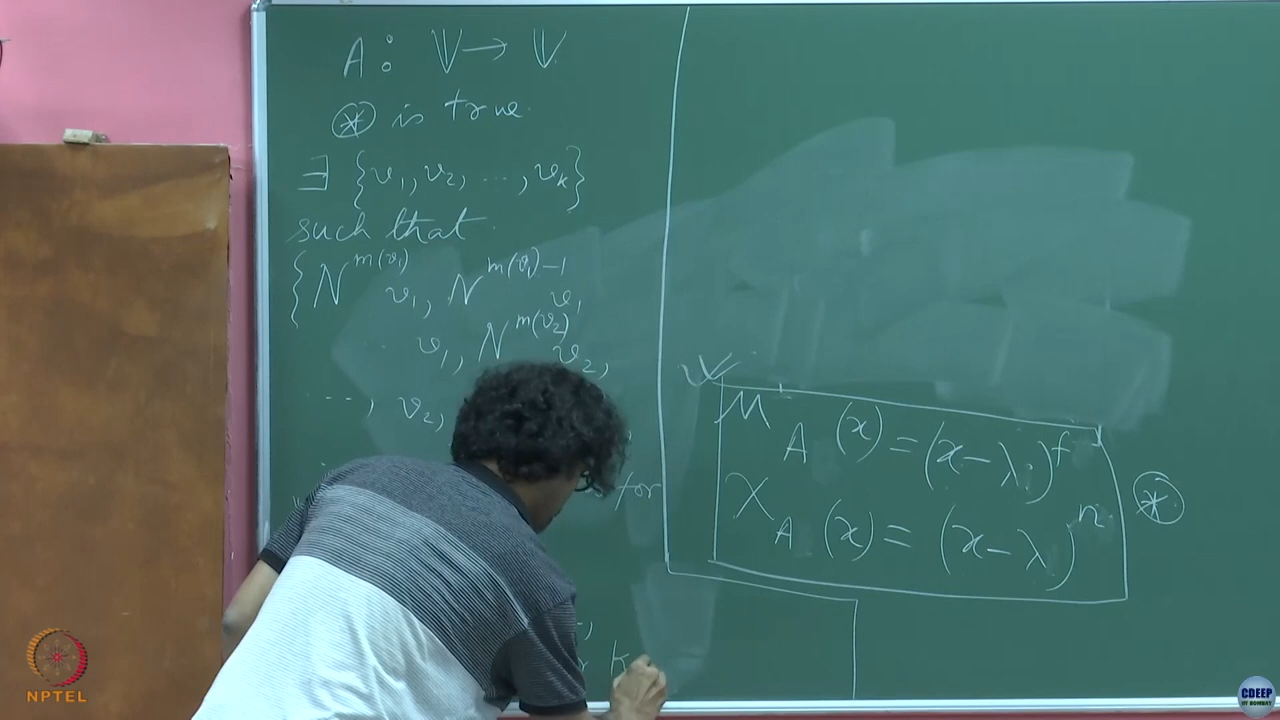 A : 𝕍 → 𝕍
⊛ is true.
∃ {v₁, v₂, ..., vₖ}
such that
{N^{m(v₁)} v₁, N^{m(v₁)-1} v₁
.. v₁, N^{m(v₂)} v₂,
..., v₂,
for
k
𝕍
μ_A (x) = (x - λ)^f
χ_A (x) = (x - λ)^n ⊛
NPTEL
CDEEP
IIT BOMBAY